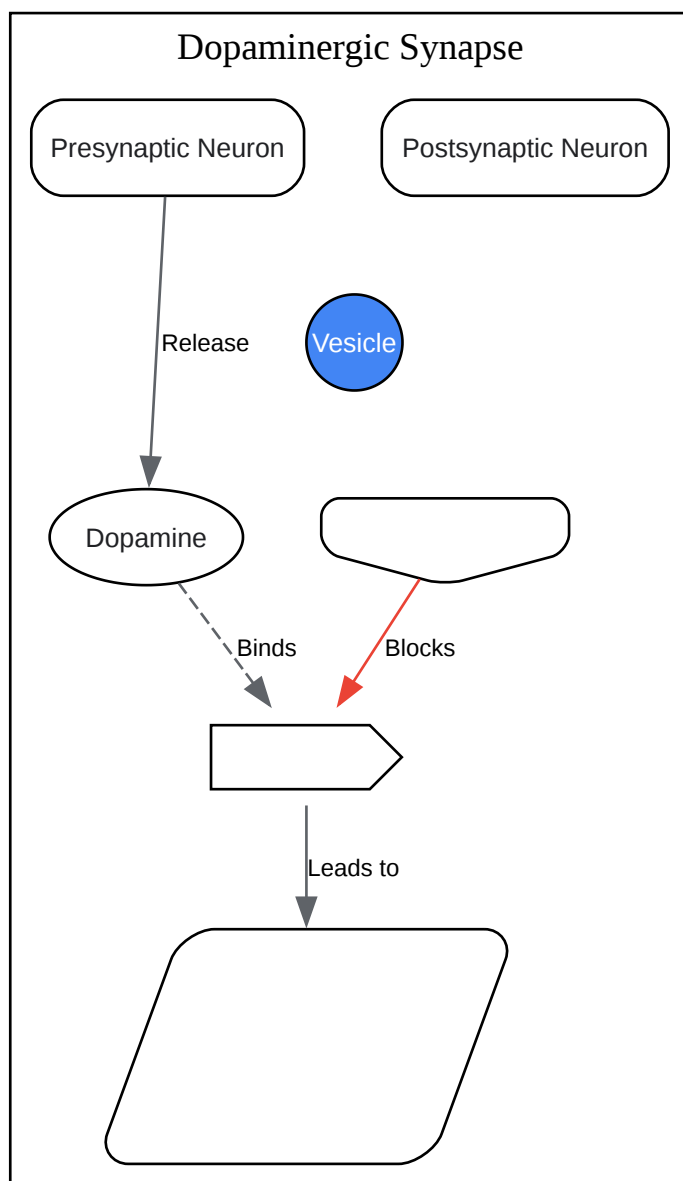 Dopaminergic Synapse
Presynaptic Neuron
Postsynaptic Neuron
Release
Vesicle
Dopamine
Binds
Blocks
Leads to